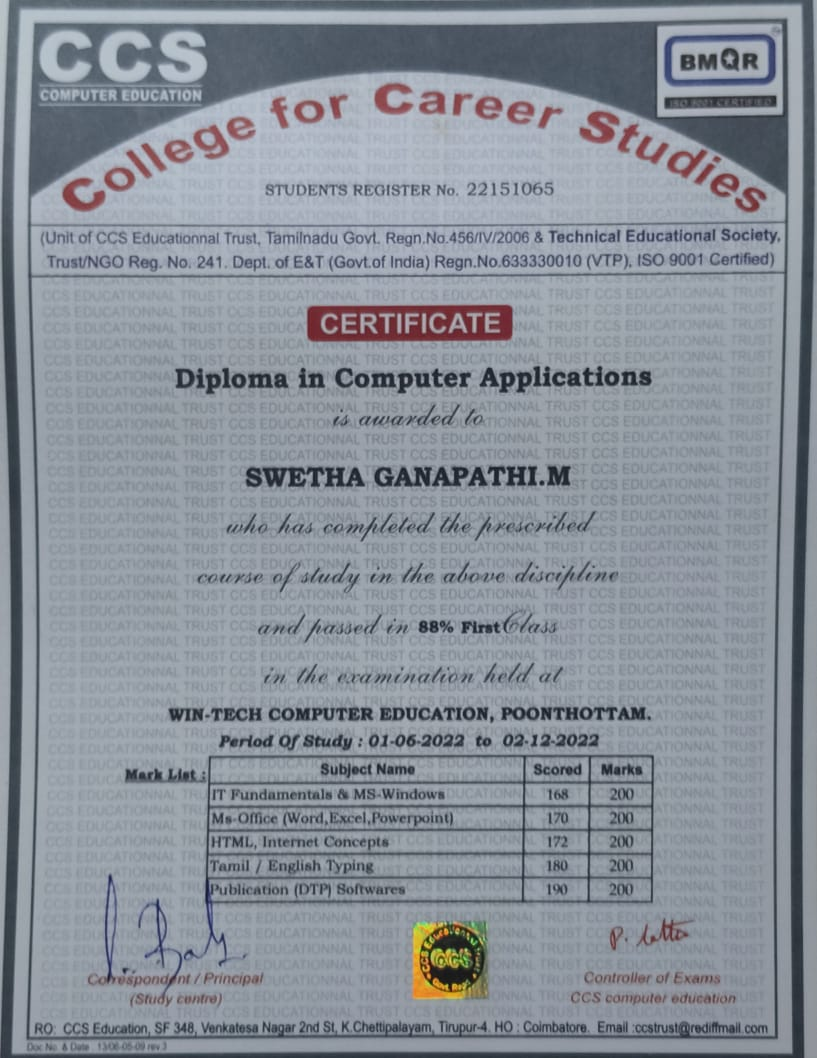 CCS
COMPUTER EDUCATION
BMQR
ISO 9001 CERTIFIED
College for Career Studies
STUDENTS REGISTER No. 22151065
(Unit of CCS Educationnal Trust, Tamilnadu Govt. Regn.No.456/IV/2006 & Technical Educational Society,
Trust/NGO Reg. No. 241. Dept. of E&T (Govt.of India) Regn.No.633330010 (VTP), ISO 9001 Certified)
CERTIFICATE
Diploma in Computer Applications
is awarded to
SWETHA GANAPATHI.M
who has completed the prescribed
course of study in the above discipline
and passed in 88% First Class
in the examination held at
WIN-TECH COMPUTER EDUCATION, POONTHOTTAM.
Period Of Study : 01-06-2022 to 02-12-2022
Mark List : Subject Name Scored Marks
IT Fundamentals & MS-Windows 168 200
Ms-Office (Word,Excel,Powerpoint) 170 200
HTML, Internet Concepts 172 200
Tamil / English Typing 180 200
Publication (DTP) Softwares 190 200
CCS Educational Trust
CCS
Govt. Regd.
Correspondent / Principal
(Study centre)
Controller of Exams
CCS computer education
RO: CCS Education, SF 348, Venkatesa Nagar 2nd St, K.Chettipalayam, Tirupur-4. HO : Coimbatore. Email :ccstrust@rediffmail.com
Doc No. & Date : 13/06-05-09 rev 3